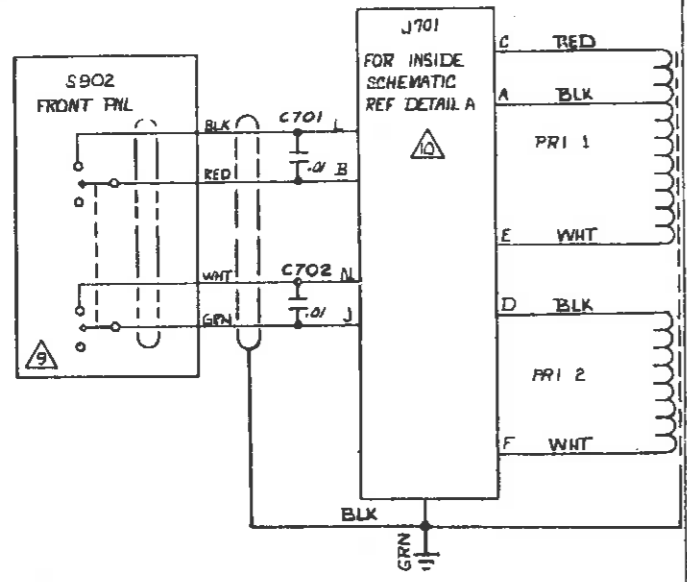 J701
FOR INSIDE
SCHEMATIC
REF DETAIL A
10
S902
FRONT PNL
9
BLK
C701
L
.01
RED
B
WHT
C702
N
.01
GRN
J
C
RED
A
BLK
PRI 1
E
WHT
D
BLK
PRI 2
F
WHT
BLK
GRN